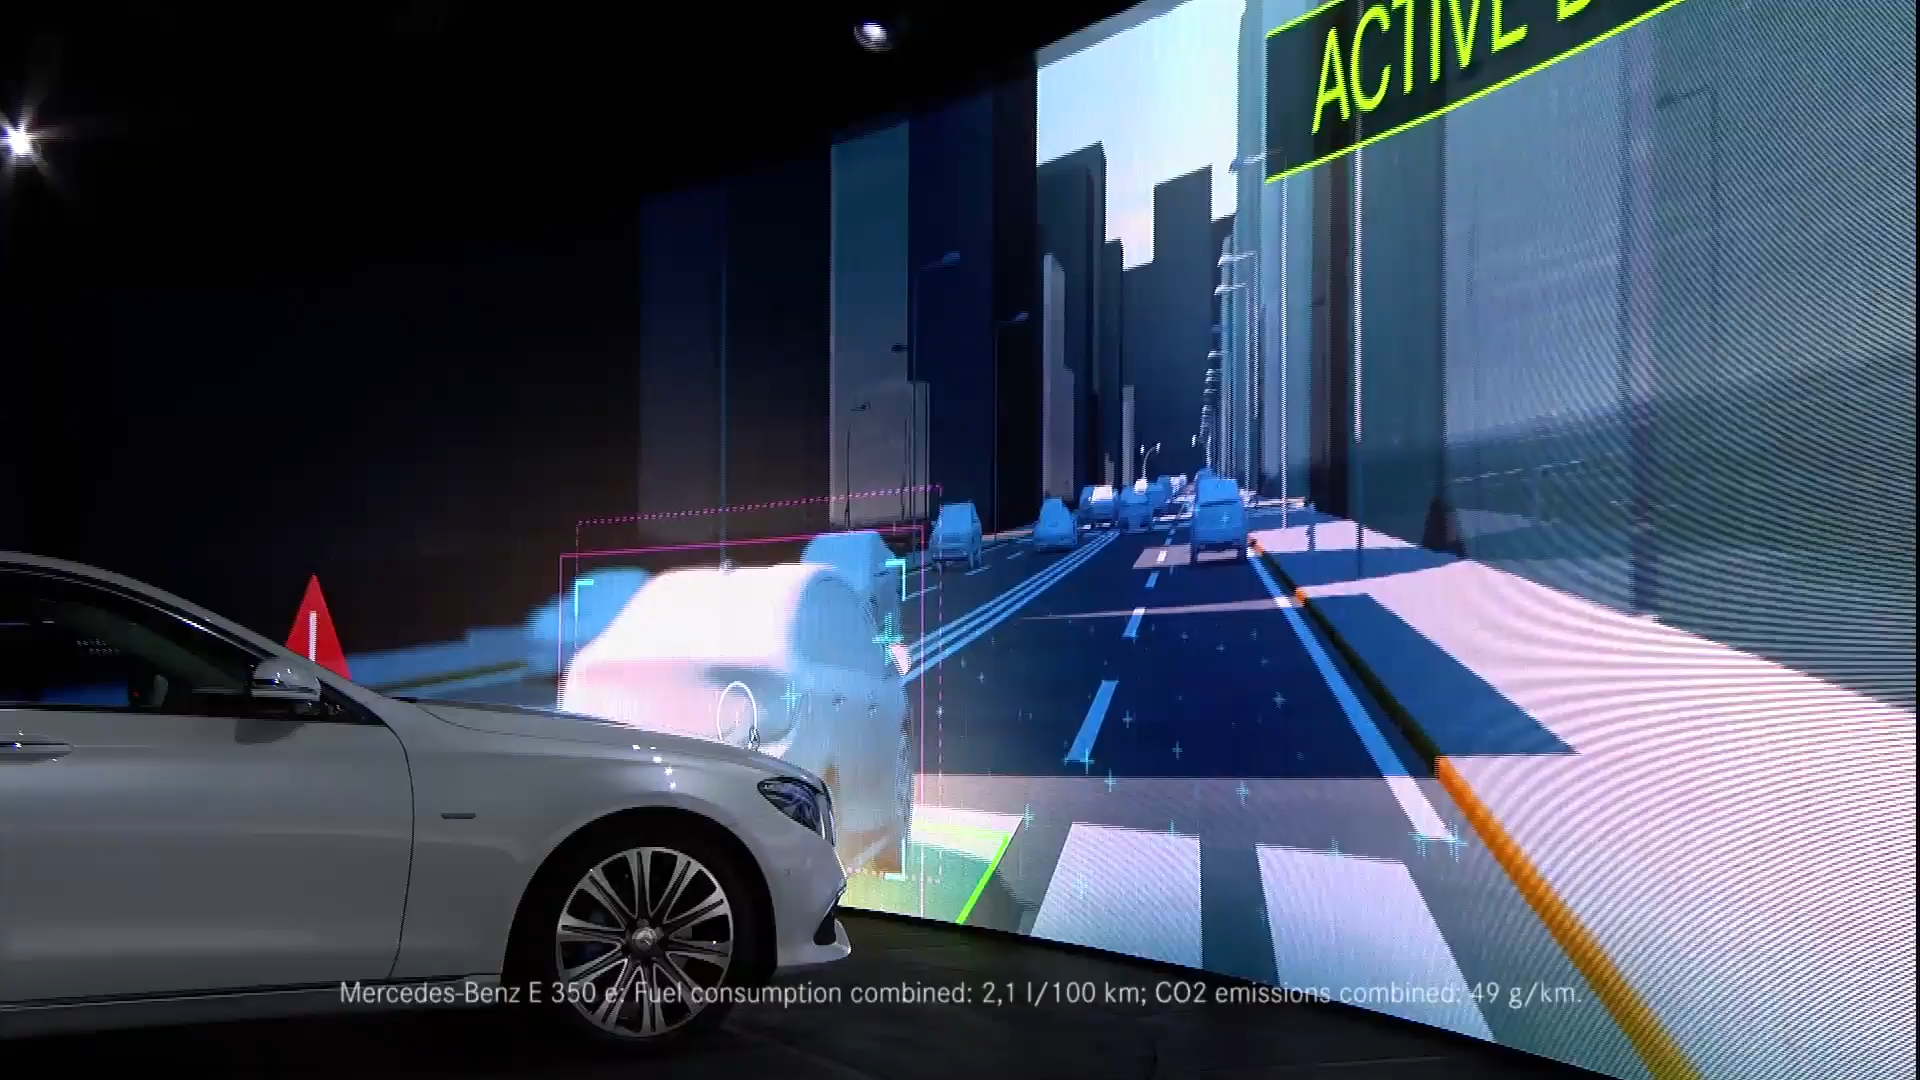 ACTIVE
Mercedes-Benz E 350 e: Fuel consumption combined: 2,1 l/100 km; CO2 emissions combined: 49 g/km.